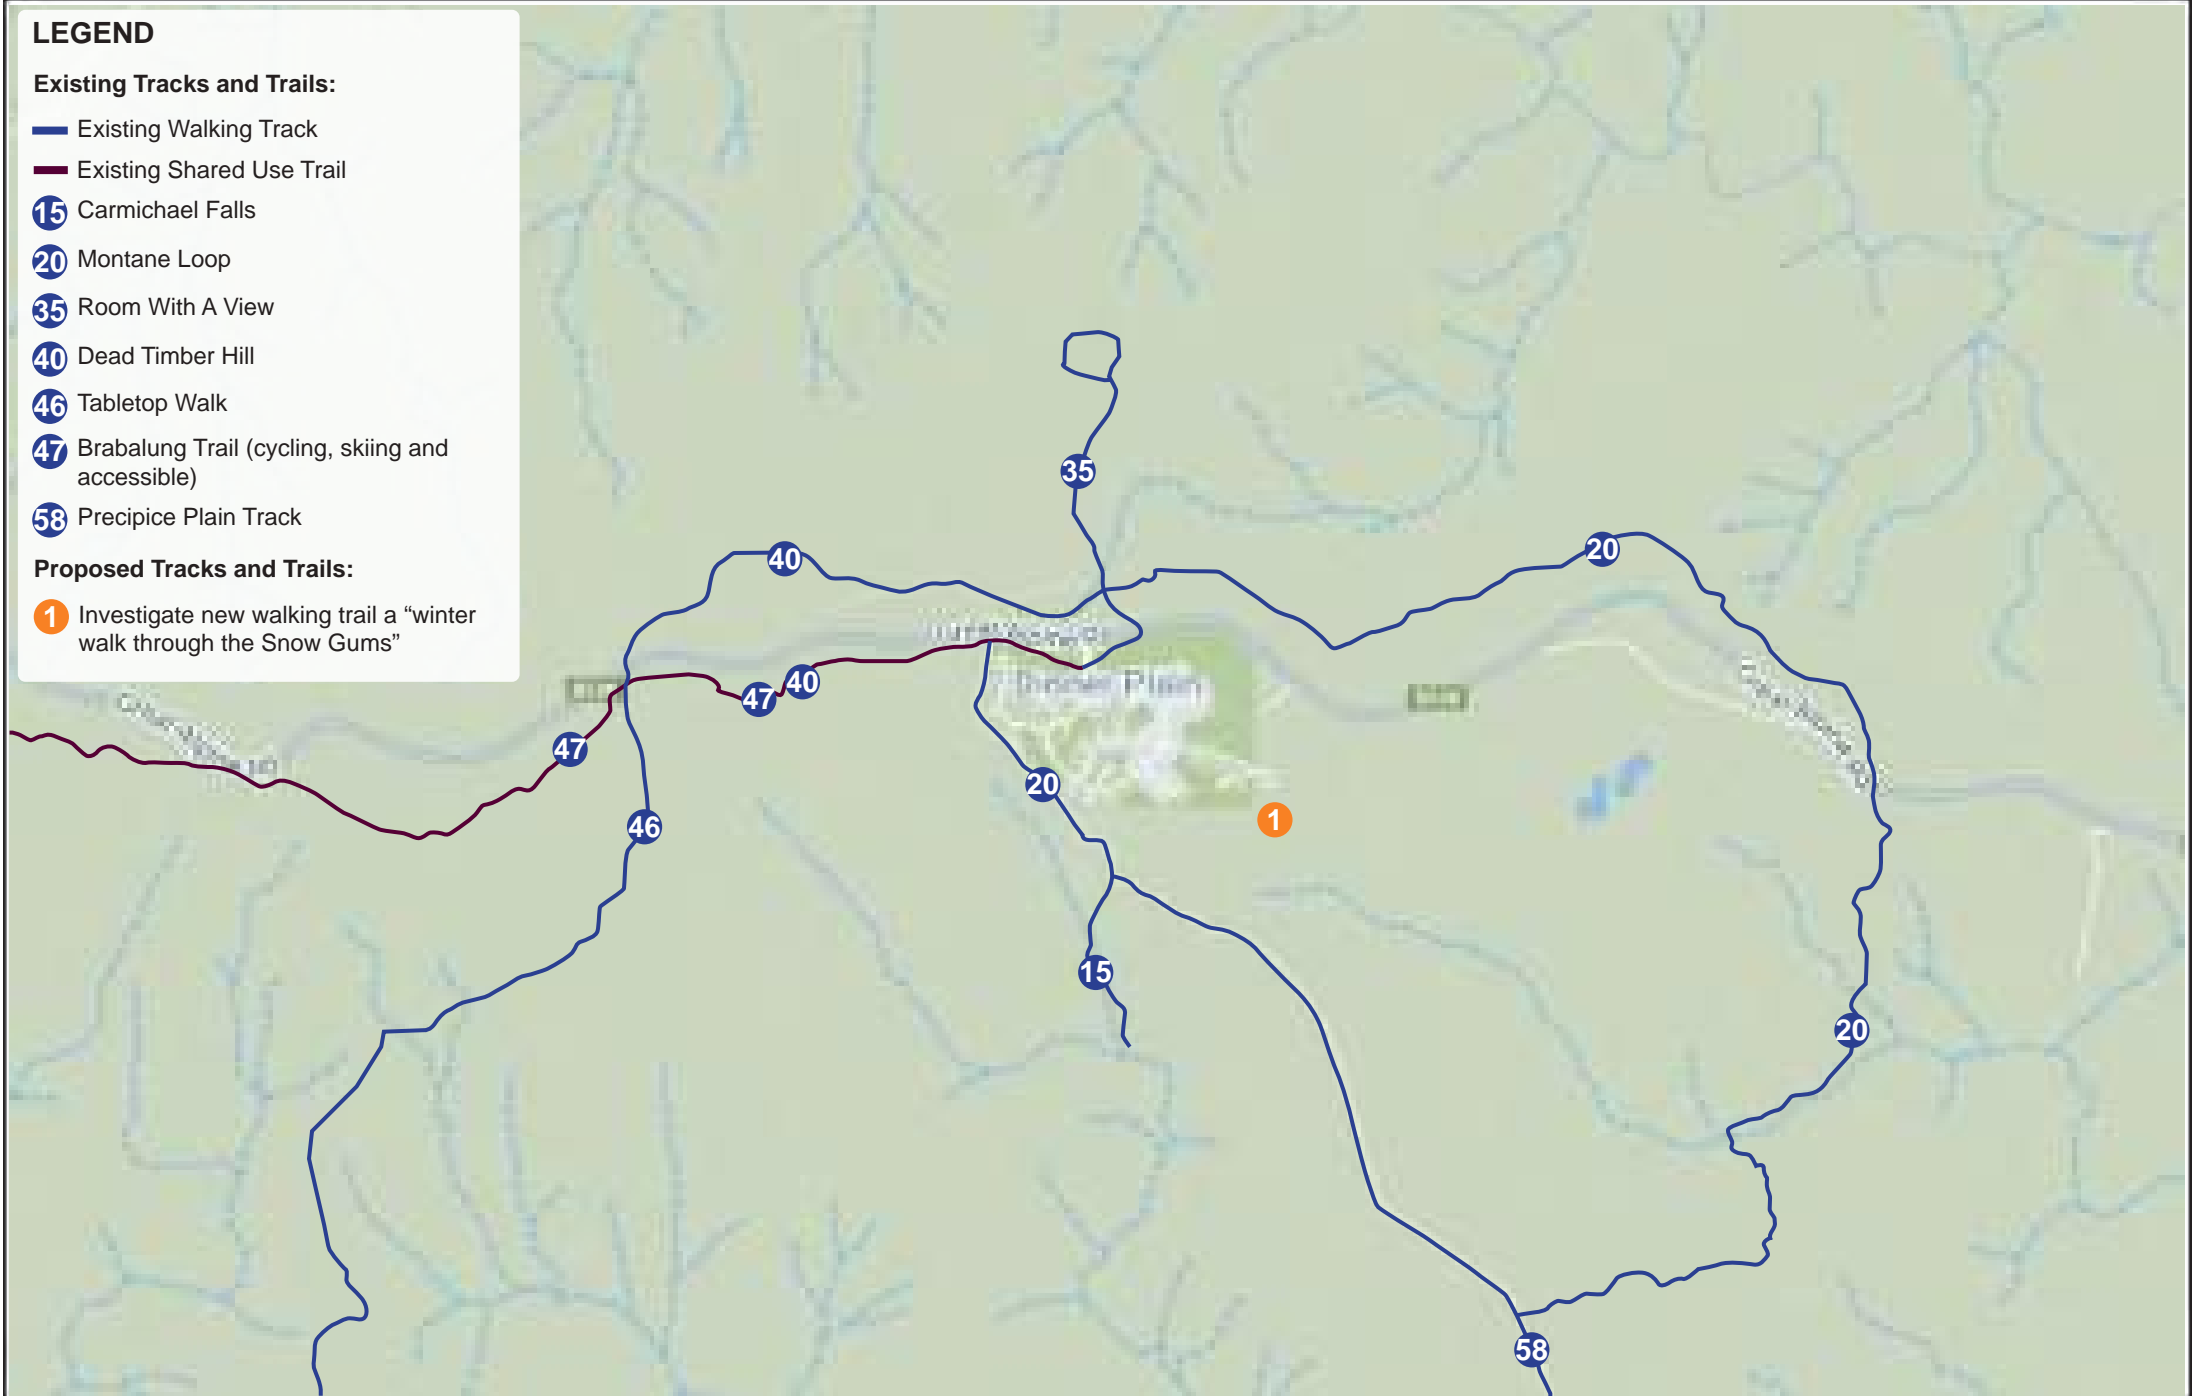 LEGEND
Existing Tracks and Trails:
Existing Walking Track
Existing Shared Use Trail
15 Carmichael Falls
20 Montane Loop
35 Room With A View
40 Dead Timber Hill
46 Tabletop Walk
47 Brabalung Trail (cycling, skiing and
accessible)
58 Precipice Plain Track
Proposed Tracks and Trails:
1 Investigate new walking trail a “winter
walk through the Snow Gums”
35
40
20
47
40
47
20
46
1
15
20
58